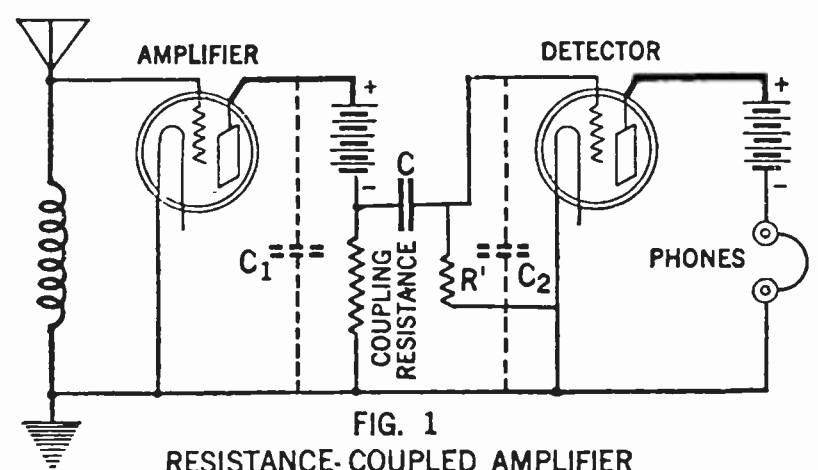 AMPLIFIER
DETECTOR
+
+
-
-
C
C1
COUPLING
RESISTANCE
R'
C2
PHONES
FIG. 1
RESISTANCE-COUPLED AMPLIFIER